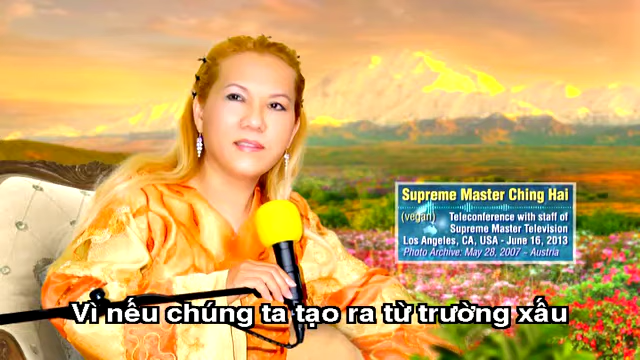 Supreme Master Ching Hai
(vegan)
Teleconference with staff of
Supreme Master Television
Los Angeles, CA, USA - June 16, 2013
Photo Archive: May 28, 2007 - Austria
Vì nếu chúng ta tạo ra từ trường xấu